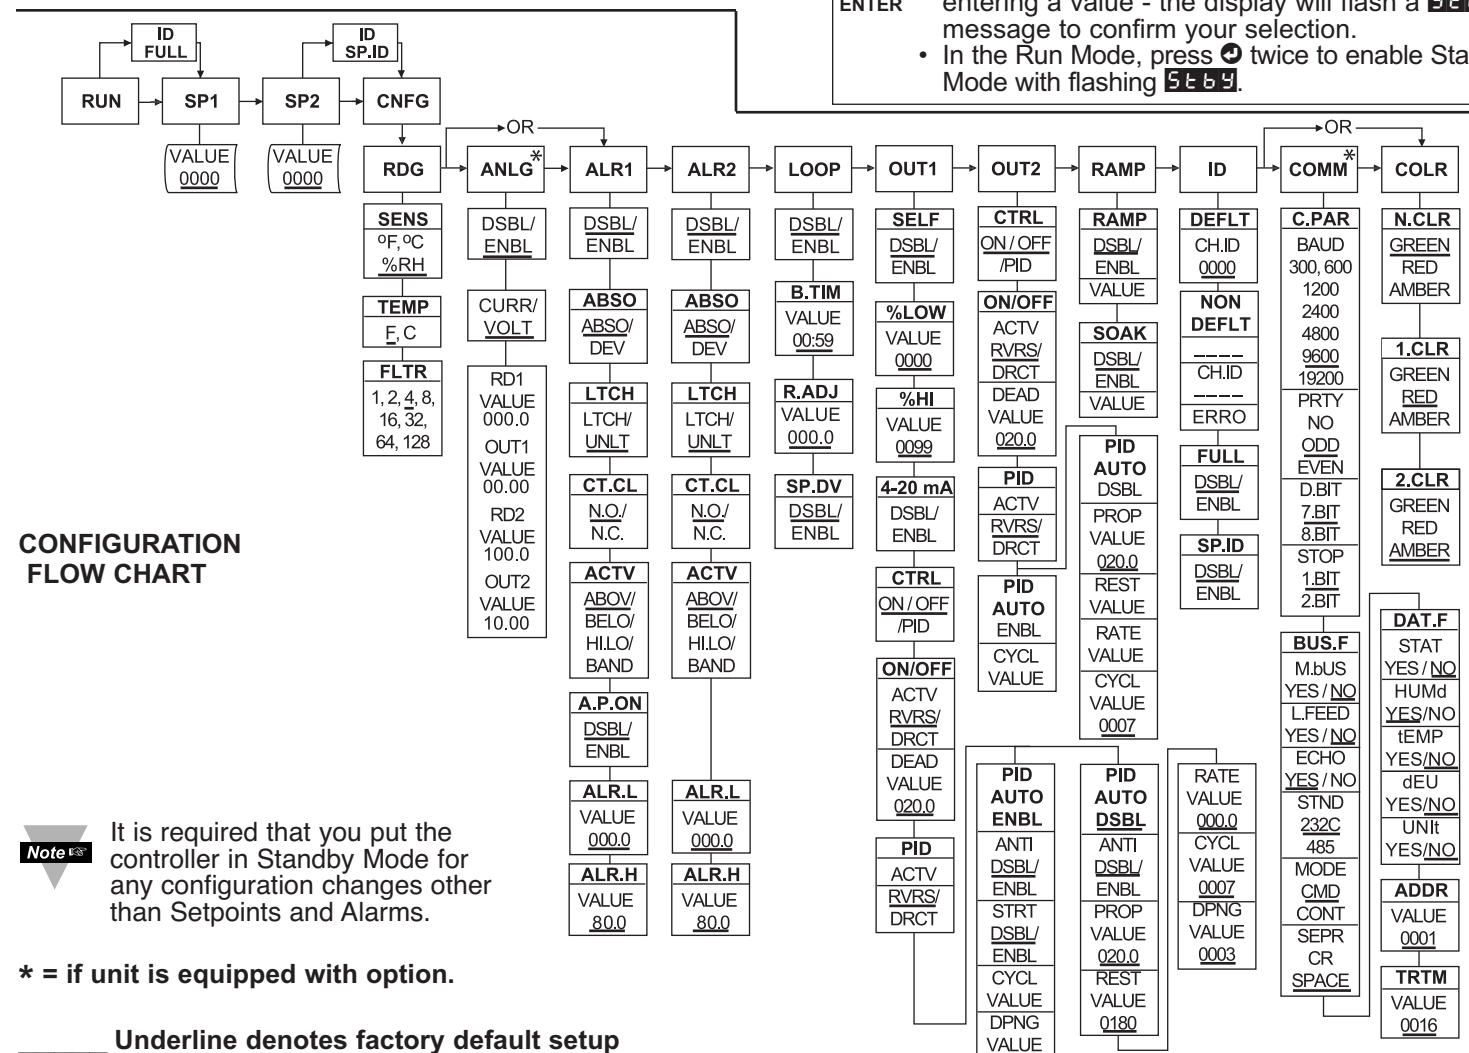 ENTER entering a value - the display will flash a
message to confirm your selection.
• In the Run Mode, press twice to enable Sta
Mode with flashing Stby.
ID
FULL
ID
SP.ID
RUN SP1 SP2 CNFG
VALUE
0000
VALUE
0000
OR
OR
RDG ANLG* ALR1 ALR2 LOOP OUT1 OUT2 RAMP ID COMM* COLR
SENS
ºF, ºC
%RH
TEMP
F, C
FLTR
1, 2, 4, 8,
16, 32,
64, 128
DSBL/
ENBL
CURR/
VOLT
RD1
VALUE
000.0
OUT1
VALUE
00.00
RD2
VALUE
100.0
OUT2
VALUE
10.00
DSBL/
ENBL
ABSO
ABSO/
DEV
LTCH
LTCH/
UNLT
CT.CL
N.O./
N.C.
ACTV
ABOV/
BELO/
HI.LO/
BAND
A.P.ON
DSBL/
ENBL
ALR.L
VALUE
000.0
ALR.H
VALUE
80.0
DSBL/
ENBL
ABSO
ABSO/
DEV
LTCH
LTCH/
UNLT
CT.CL
N.O./
N.C.
ACTV
ABOV/
BELO/
HI.LO/
BAND
ALR.L
VALUE
000.0
ALR.H
VALUE
80.0
DSBL/
ENBL
B.TIM
VALUE
00:59
R.ADJ
VALUE
000.0
SP.DV
DSBL/
ENBL
SELF
DSBL/
ENBL
%LOW
VALUE
0000
%HI
VALUE
0099
4-20 mA
DSBL/
ENBL
CTRL
ON / OFF
/PID
ON/OFF
ACTV
RVRS/
DRCT
DEAD
VALUE
020.0
PID
ACTV
RVRS/
DRCT
CTRL
ON / OFF
/PID
ON/OFF
ACTV
RVRS/
DRCT
DEAD
VALUE
020.0
PID
ACTV
RVRS/
DRCT
PID
AUTO
ENBL
CYCL
VALUE
PID
AUTO
ENBL
ANTI
DSBL/
ENBL
STRT
DSBL/
ENBL
CYCL
VALUE
DPNG
VALUE
RAMP
DSBL/
ENBL
VALUE
SOAK
DSBL/
ENBL
VALUE
PID
AUTO
DSBL
PROP
VALUE
020.0
REST
VALUE
RATE
VALUE
CYCL
VALUE
0007
PID
AUTO
DSBL
ANTI
DSBL/
ENBL
PROP
VALUE
020.0
REST
VALUE
0180
DEFLT
CH.ID
0000
NON
DEFLT
_ _ _ _
CH.ID
_ _ _ _
ERRO
FULL
DSBL/
ENBL
SP.ID
DSBL/
ENBL
RATE
VALUE
000.0
CYCL
VALUE
0007
DPNG
VALUE
0003
C.PAR
BAUD
300, 600
1200
2400
4800
9600
19200
PRTY
NO
ODD
EVEN
D.BIT
7.BIT
8.BIT
STOP
1.BIT
2.BIT
BUS.F
M.bUS
YES / NO
L.FEED
YES / NO
ECHO
YES / NO
STND
232C
485
MODE
CMD
CONT
SEPR
CR
SPACE
N.CLR
GREEN
RED
AMBER
1.CLR
GREEN
RED
AMBER
2.CLR
GREEN
RED
AMBER
DAT.F
STAT
YES / NO
HUMd
YES/NO
tEMP
YES/NO
dEU
YES/NO
UNIt
YES/NO
ADDR
VALUE
0001
TRTM
VALUE
0016
CONFIGURATION
FLOW CHART
Note
It is required that you put the
controller in Standby Mode for
any configuration changes other
than Setpoints and Alarms.
* = if unit is equipped with option.
Underline denotes factory default setup